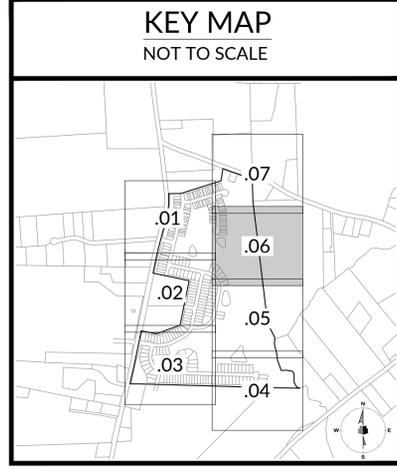 KEY MAP
NOT TO SCALE
.07
.01
.06
.02
.05
.03
.04
N
W E
S